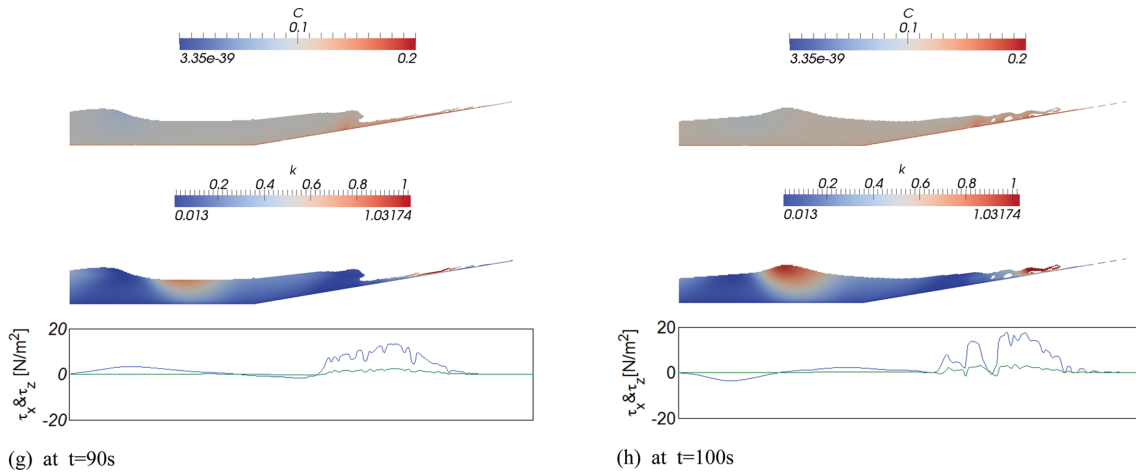 C
0.1
3.35e-39 0.2
k
0.2 0.4 0.6 0.8 1
0.013 1.03174
τx&τz [N/m²]
20
0
-20
(g) at t=90s
C
0.1
3.35e-39 0.2
k
0.2 0.4 0.6 0.8 1
0.013 1.03174
τx&τz[N/m²]
20
0
-20
(h) at t=100s